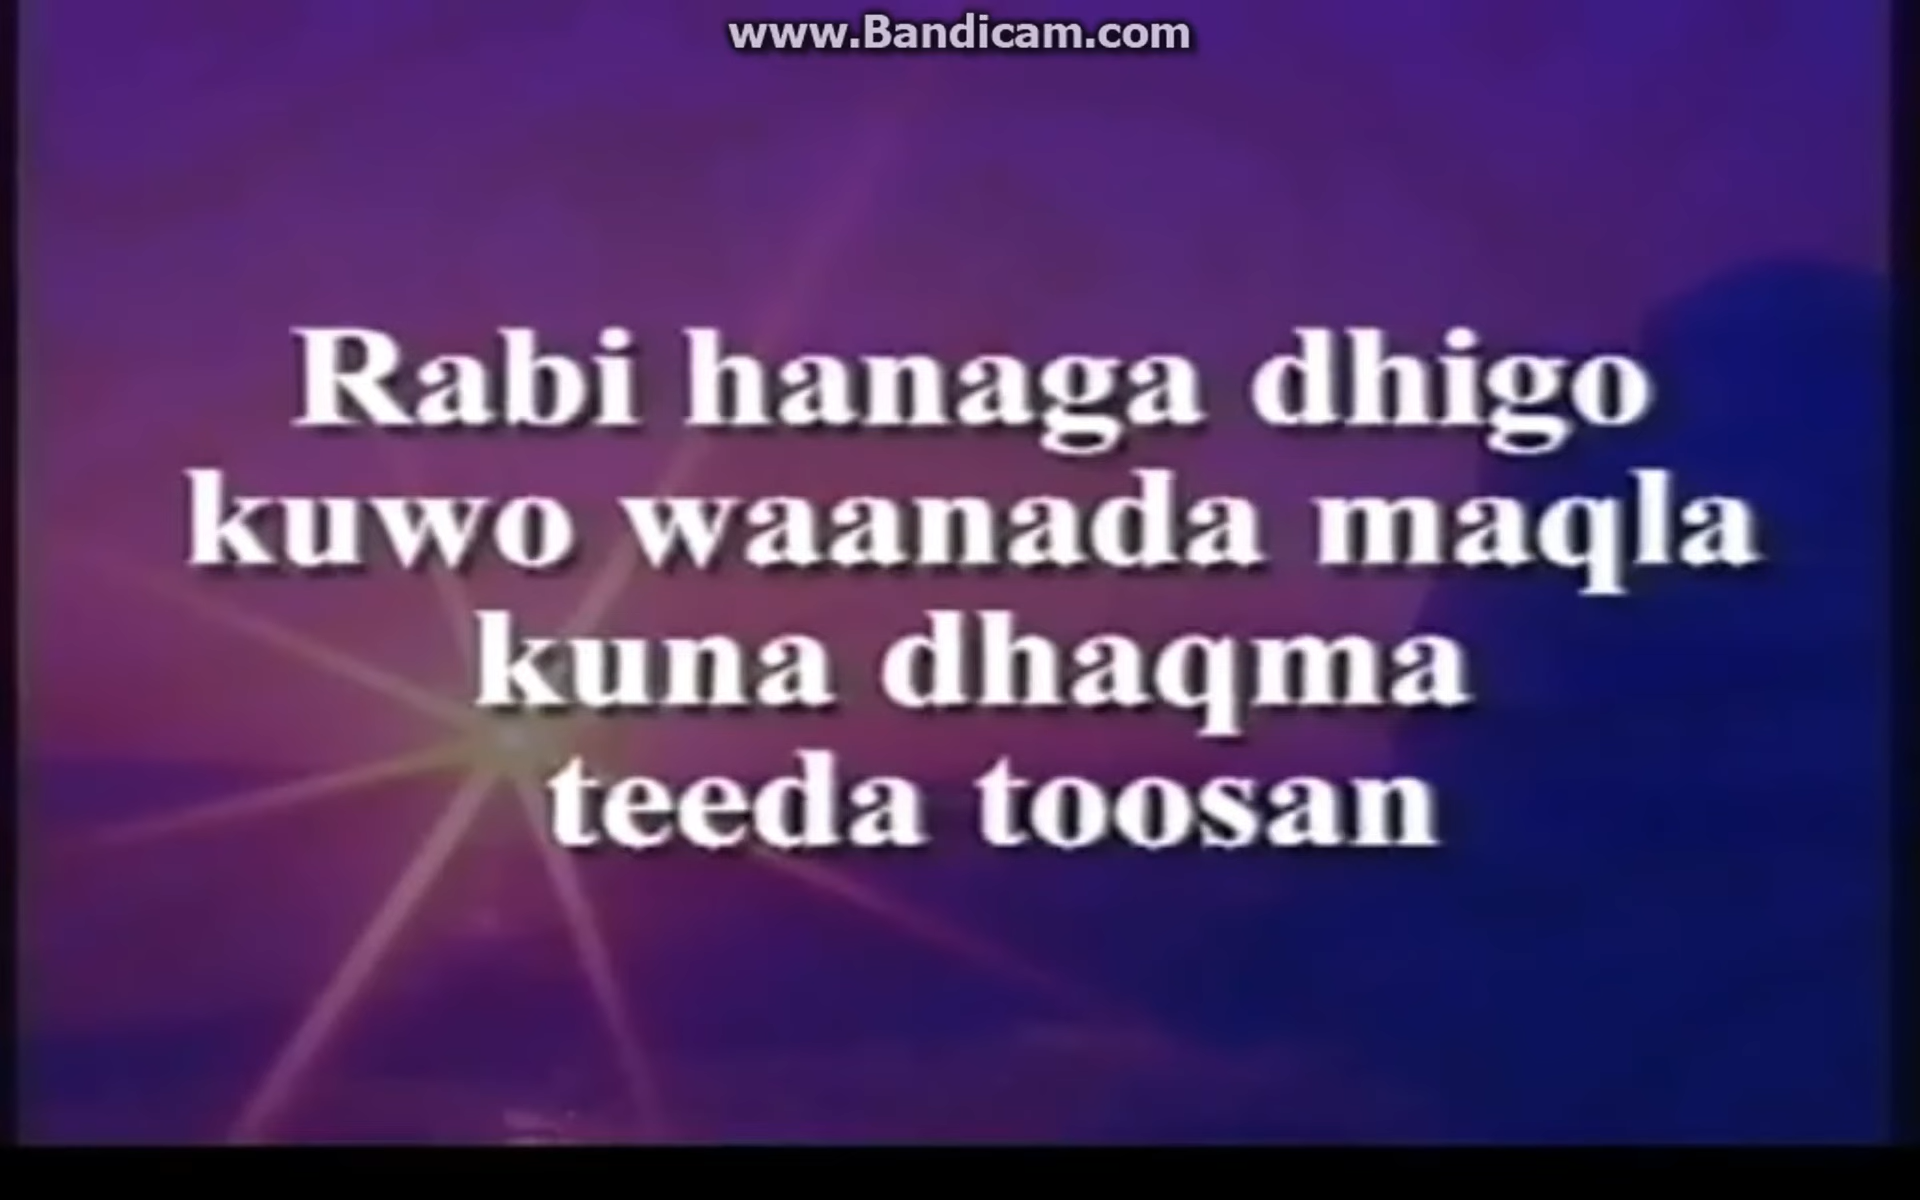 www.Bandicam.com
Rabi hanaga dhigo
kuwo waanada maqla
kuna dhaqma
teeda toosan